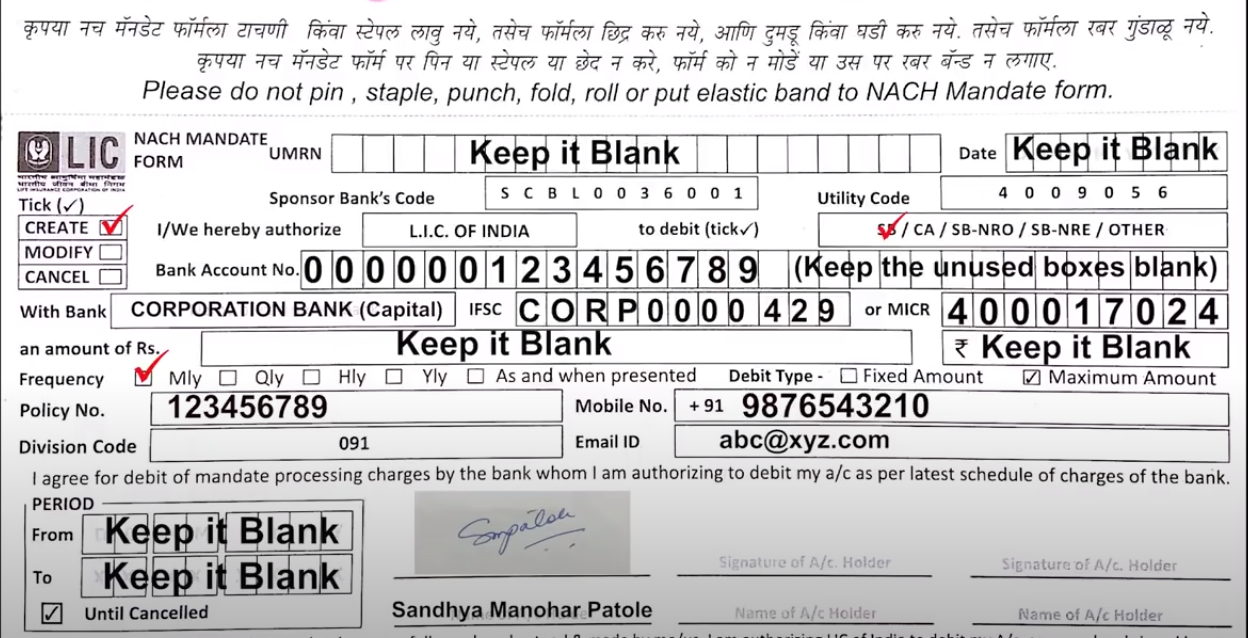 कृपया नच मॅनडेट फॉर्मला टाचणी किंवा स्टेपल लावु नये, तसेच फॉर्मला छिद्र करु नये, आणि दुमडू किंवा घडी करु नये. तसेच फॉर्मला रबर गुंडाळू नये.
कृपया नच मॅनडेट फॉर्म पर पिन या स्टेपल या छेद न करे, फॉर्म को न मोडें या उस पर रबर बॅन्ड न लगाए.
Please do not pin , staple, punch, fold, roll or put elastic band to NACH Mandate form.
LIC NACH MANDATE FORM UMRN Keep it Blank Date Keep it Blank
भारतीय जीवन बीमा निगम
LIFE INSURANCE CORPORATION OF INDIA
Sponsor Bank's Code S C B L 0 0 3 6 0 0 1 Utility Code 4 0 0 9 0 5 6
Tick (✓)
CREATE ✓ I/We hereby authorize L.I.C. OF INDIA to debit (tick✓) SB / CA / SB-NRO / SB-NRE / OTHER
MODIFY
CANCEL Bank Account No. 0 0 0 0 0 0 1 2 3 4 5 6 7 8 9 (Keep the unused boxes blank)
With Bank CORPORATION BANK (Capital) IFSC C O R P 0 0 0 0 4 2 9 or MICR 4 0 0 0 1 7 0 2 4
an amount of Rs. Keep it Blank ₹ Keep it Blank
Frequency ☑ Mly ☐ Qly ☐ Hly ☐ Yly ☐ As and when presented Debit Type - ☐ Fixed Amount ☑ Maximum Amount
Policy No. 123456789 Mobile No. + 91 9876543210
Division Code 091 Email ID abc@xyz.com
I agree for debit of mandate processing charges by the bank whom I am authorizing to debit my a/c as per latest schedule of charges of the bank.
PERIOD
From Keep it Blank
To Keep it Blank
Signature of A/c. Holder Signature of A/c. Holder
☑ Until Cancelled Sandhya Manohar Patole Name of A/c Holder Name of A/c Holder